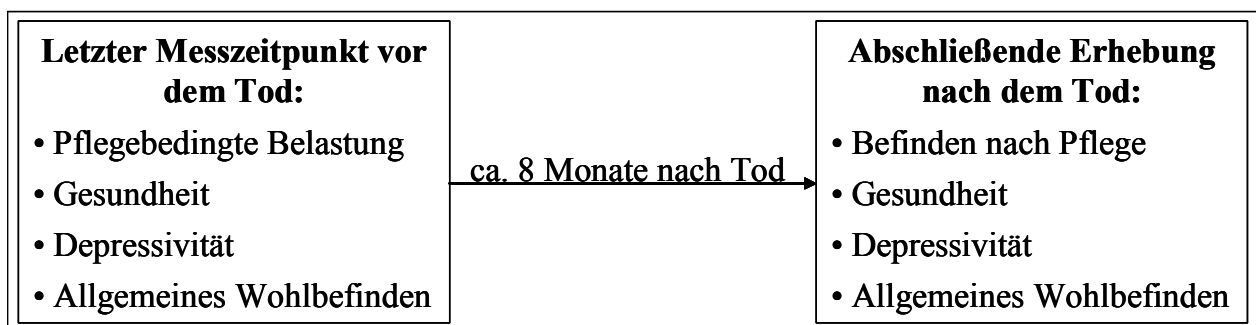 Letzter Messzeitpunkt vor
dem Tod:
• Pflegebedingte Belastung
• Gesundheit
• Depressivität
• Allgemeines Wohlbefinden
ca. 8 Monate nach Tod
Abschließende Erhebung
nach dem Tod:
• Befinden nach Pflege
• Gesundheit
• Depressivität
• Allgemeines Wohlbefinden